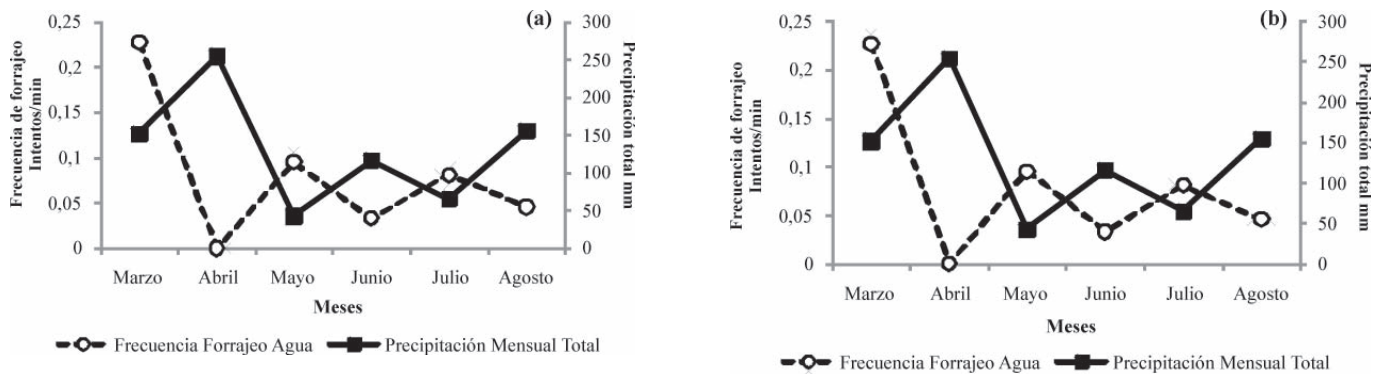 (a)
Frecuencia de forrajeo
Intentos/min
0,25
0,2
0,15
0,1
0,05
0
300
250
200
150
100
50
0
Precipitación total mm
Marzo Abril Mayo Junio Julio Agosto
Meses
Frecuencia Forrajeo Agua Precipitación Mensual Total
(b)
Frecuencia de forrajeo
Intentos/min
0,25
0,2
0,15
0,1
0,05
0
300
250
200
150
100
50
0
Precipitación total mm
Marzo Abril Mayo Junio Julio Agosto
Meses
Frecuencia Forrajeo Agua Precipitación Mensual Total